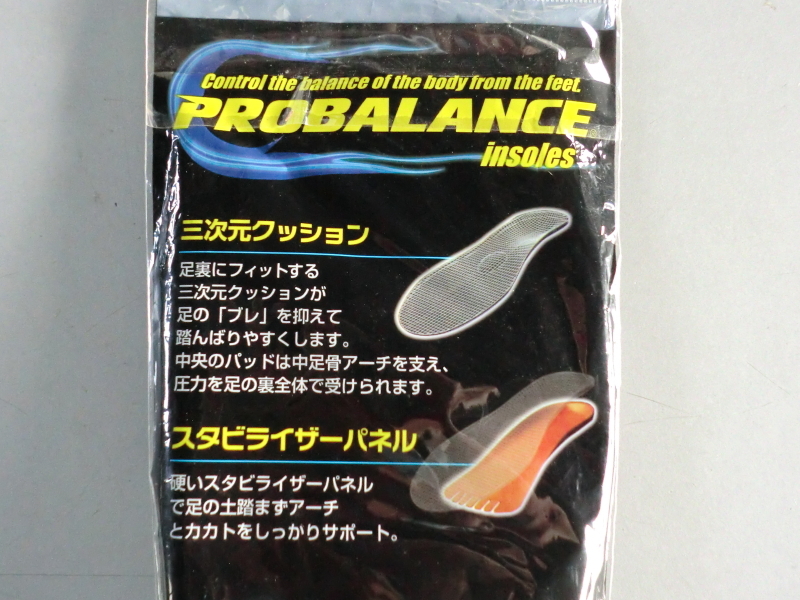 Control the balance of the body from the feet.
PROBALANCE
insoles
三次元クッション
足裏にフィットする
三次元クッションが
足の「ブレ」を抑えて
踏んばりやすくします。
中央のパッドは中足骨アーチを支え、
圧力を足の裏全体で受けられます。
スタビライザーパネル
硬いスタビライザーパネル
で足の土踏まずアーチ
とカカトをしっかりサポート。